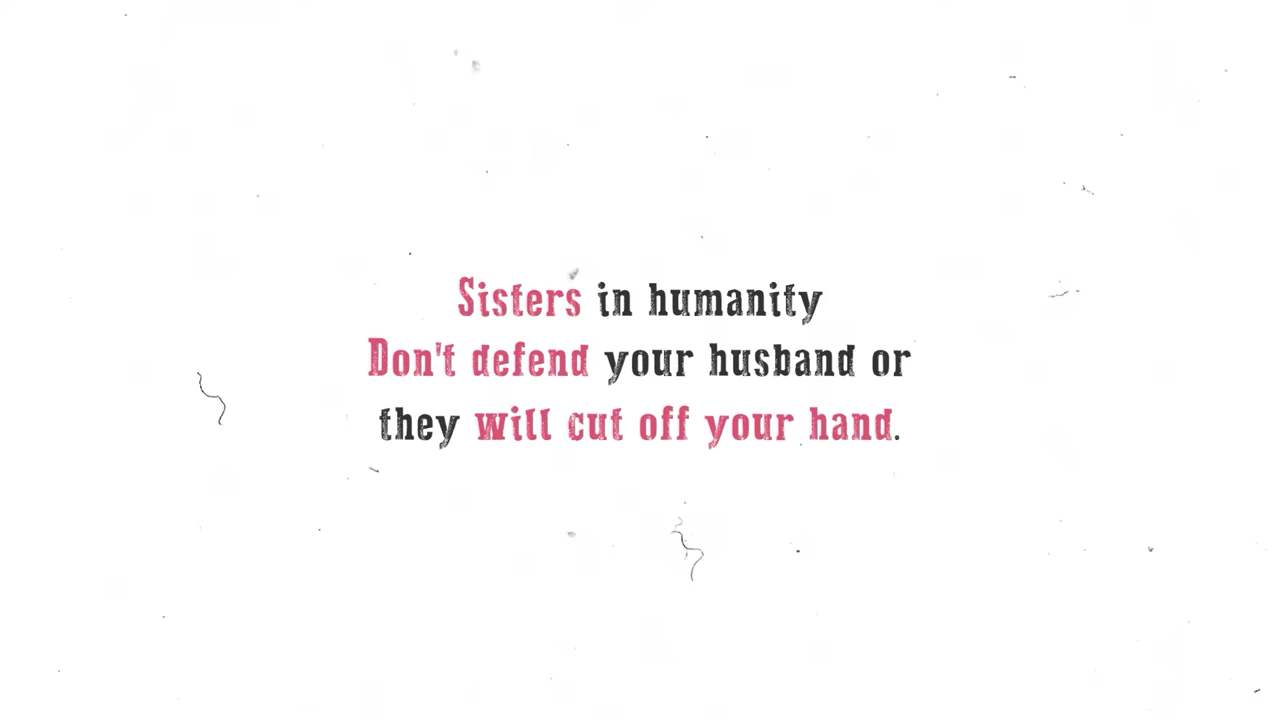 Sisters in humanity
Don't defend your husband or
they will cut off your hand.